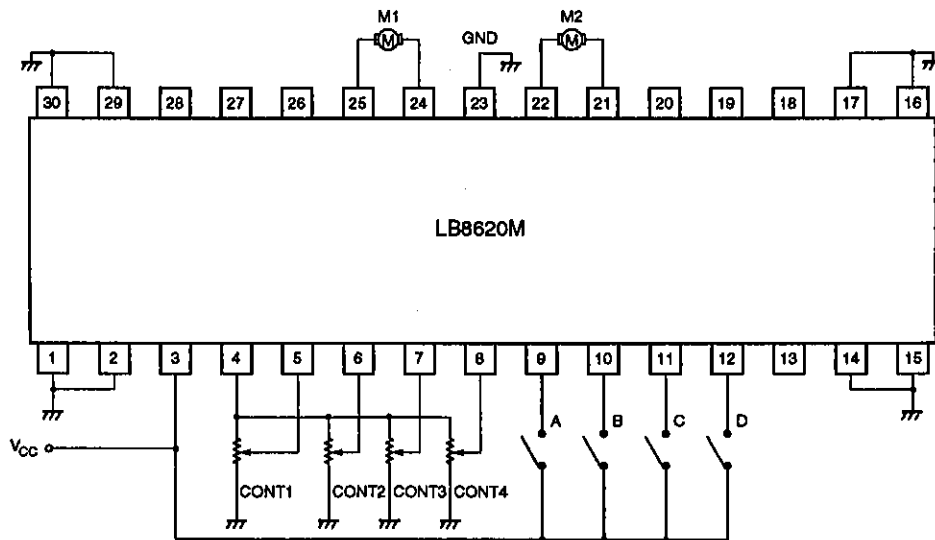 M1
M
M2
M
GND
30 29 28 27 26 25 24 23 22 21 20 19 18 17 16
LB8620M
1 2 3 4 5 6 7 8 9 10 11 12 13 14 15
A B C D
VCC
CONT1 CONT2 CONT3 CONT4